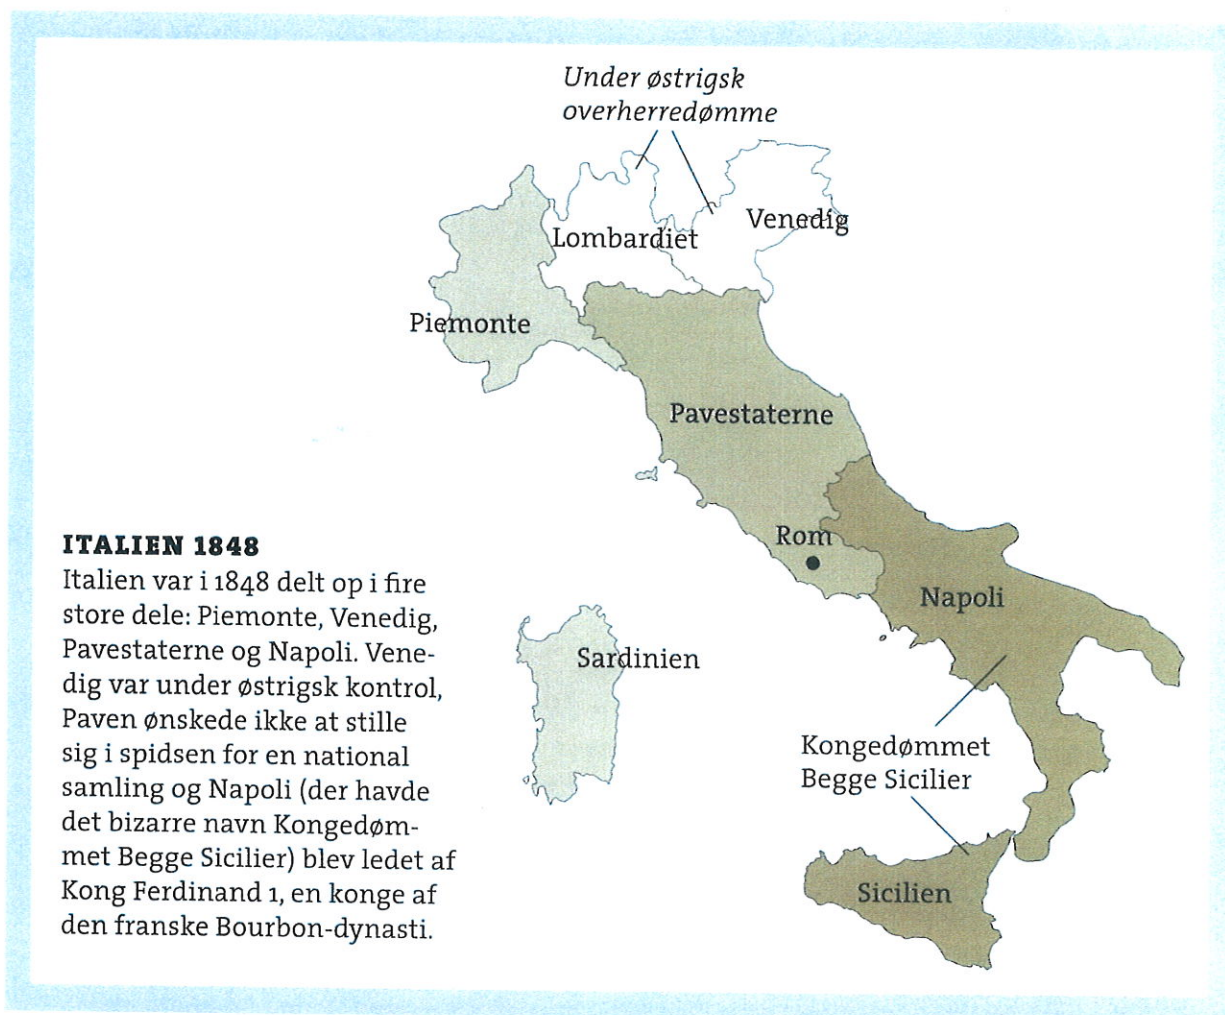 Under østrigsk
overherredømme
Venedig
Lombardiet
Piemonte
Pavestaterne
Rom
Napoli
Sardinien
Kongedømmet
Begge Sicilier
Sicilien
ITALIEN 1848
Italien var i 1848 delt op i fire
store dele: Piemonte, Venedig,
Pavestaterne og Napoli. Vene-
dig var under østrigsk kontrol,
Paven ønskede ikke at stille
sig i spidsen for en national
samling og Napoli (der havde
det bizarre navn Kongedøm-
met Begge Sicilier) blev ledet af
Kong Ferdinand 1, en konge af
den franske Bourbon-dynasti.